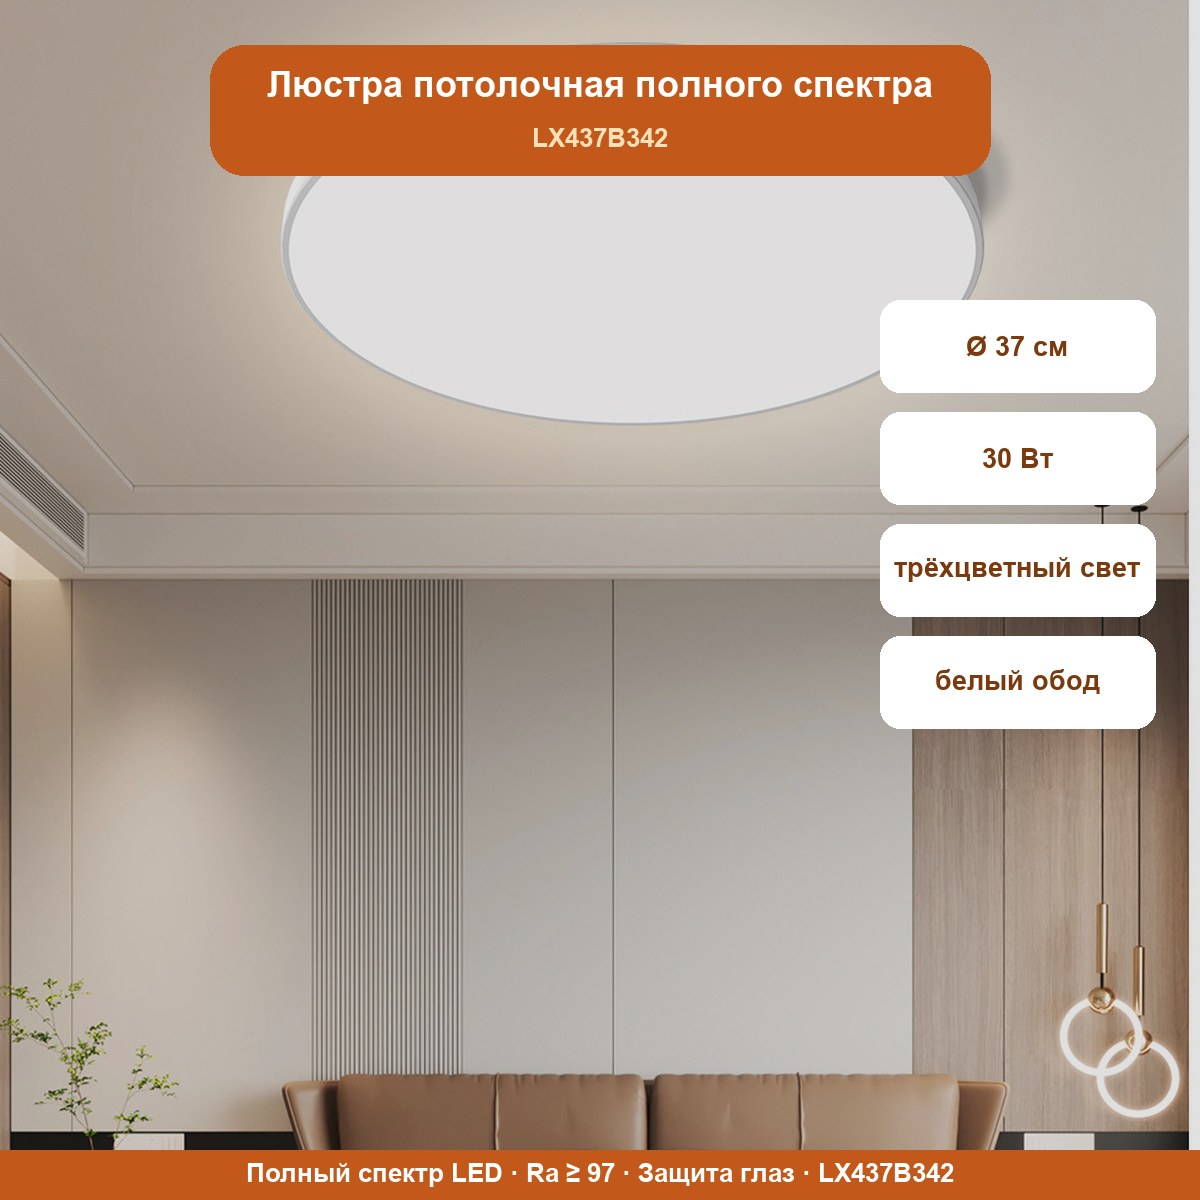 Люстра потолочная полного спектра
LX437B342
Ø 37 см
30 Вт
трёхцветный свет
белый обод
Полный спектр LED · Ra ≥ 97 · Защита глаз · LX437B342